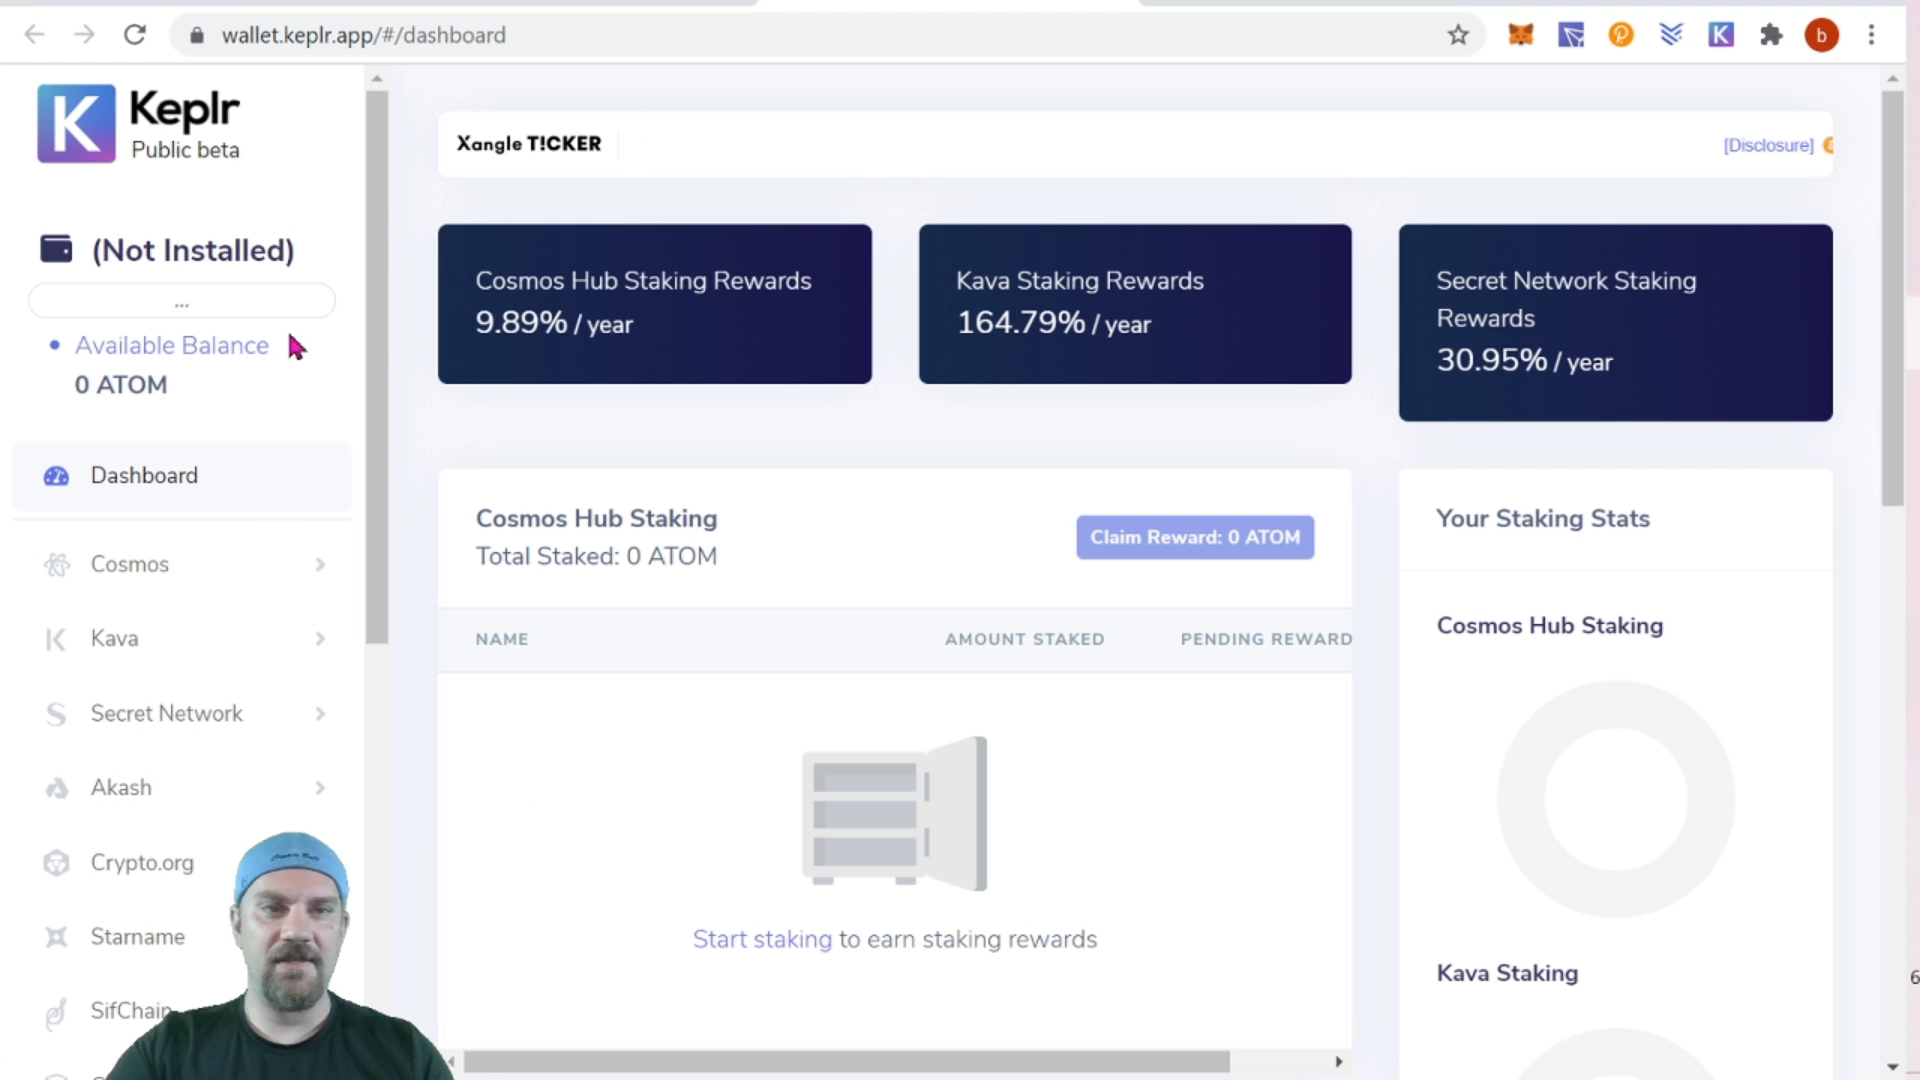 wallet.keplr.app/#/dashboard
K
b
K
Keplr
Public beta
(Not Installed)
...
Available Balance
0 ATOM
Dashboard
Cosmos
Kava
Secret Network
Akash
Crypto.org
Starname
SifChain
Xangle T!CKER
[Disclosure]
Cosmos Hub Staking Rewards
9.89% / year
Kava Staking Rewards
164.79% / year
Secret Network Staking
Rewards
30.95% / year
Cosmos Hub Staking
Total Staked: 0 ATOM
Claim Reward: 0 ATOM
NAME AMOUNT STAKED PENDING REWARD
Start staking to earn staking rewards
Your Staking Stats
Cosmos Hub Staking
Kava Staking
6